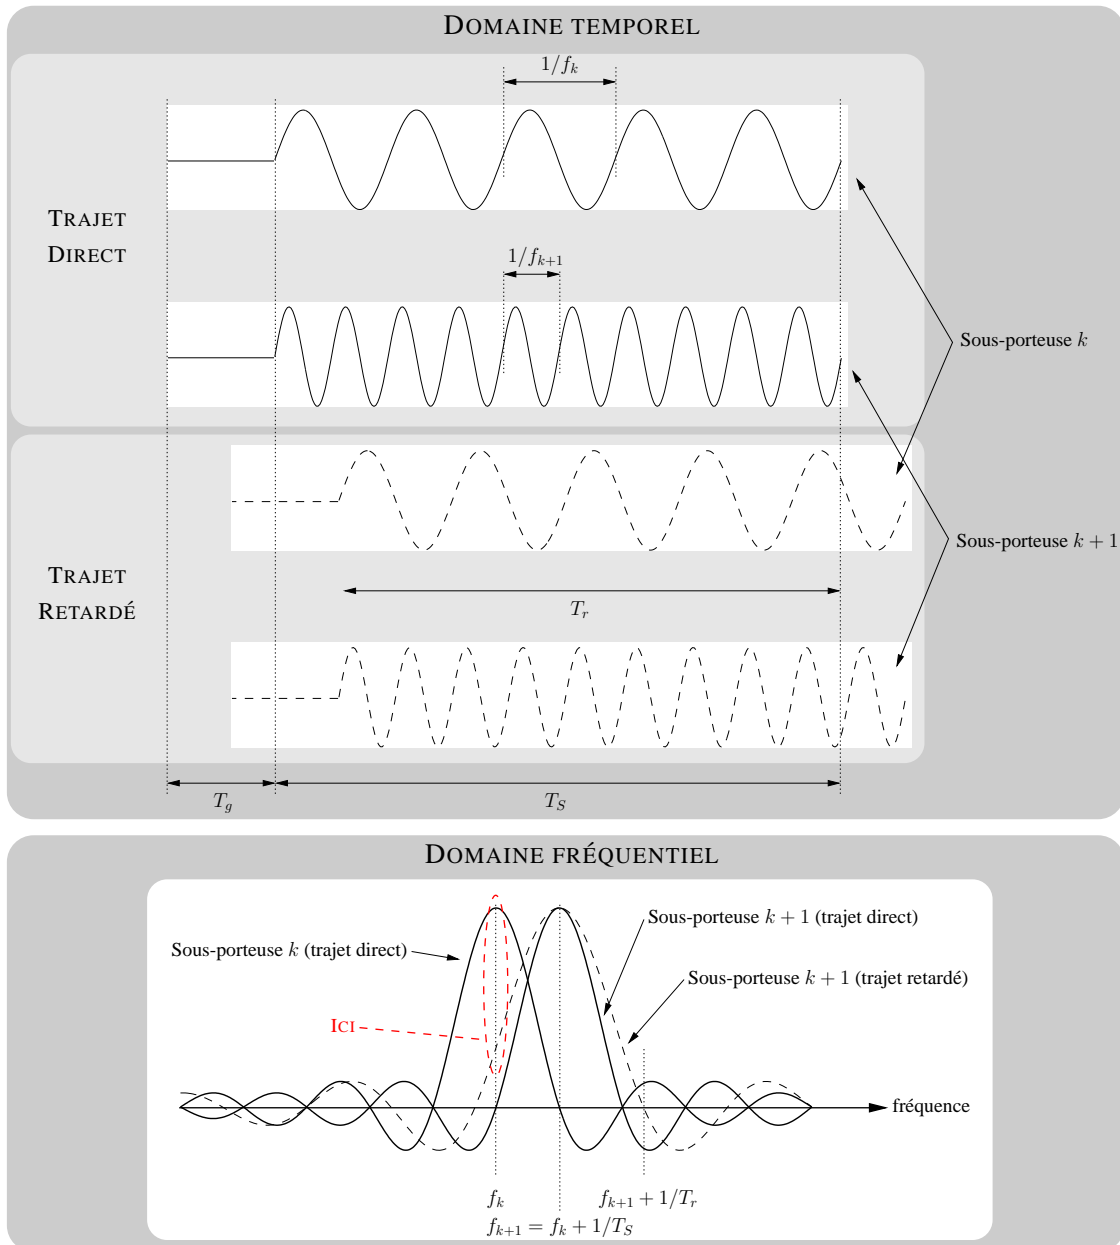 DOMAINE TEMPOREL
1/f_k
TRAJET
DIRECT
1/f_{k+1}
Sous-porteuse k
Sous-porteuse k + 1
TRAJET
RETARDÉ
T_r
T_g
T_S
DOMAINE FRÉQUENTIEL
Sous-porteuse k + 1 (trajet direct)
Sous-porteuse k (trajet direct)
Sous-porteuse k + 1 (trajet retardé)
ICI
fréquence
f_k
f_{k+1} + 1/T_r
f_{k+1} = f_k + 1/T_S